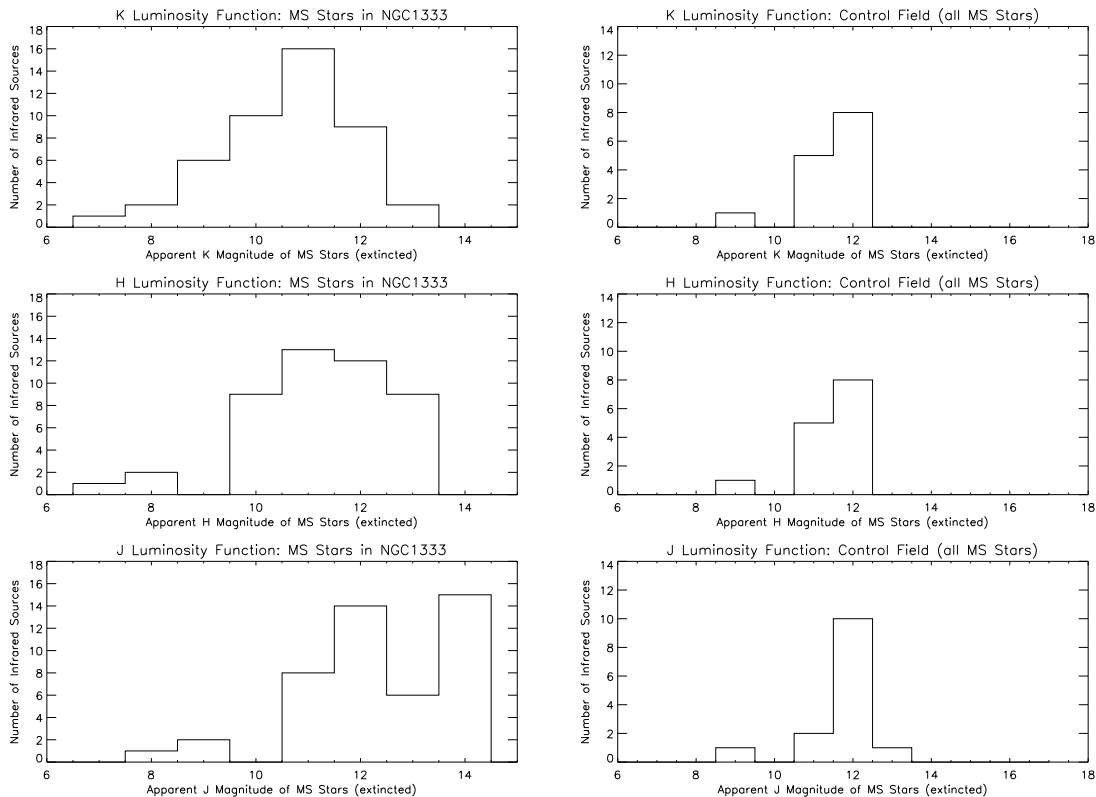 K Luminosity Function: MS Stars in NGC1333
Number of Infrared Sources
18
16
14
12
10
8
6
4
2
0
6 8 10 12 14
Apparent K Magnitude of MS Stars (extincted)
K Luminosity Function: Control Field (all MS Stars)
Number of Infrared Sources
14
12
10
8
6
4
2
0
6 8 10 12 14 16 18
Apparent K Magnitude of MS Stars (extincted)
H Luminosity Function: MS Stars in NGC1333
Number of Infrared Sources
18
16
14
12
10
8
6
4
2
0
6 8 10 12 14
Apparent H Magnitude of MS Stars (extincted)
H Luminosity Function: Control Field (all MS Stars)
Number of Infrared Sources
14
12
10
8
6
4
2
0
6 8 10 12 14 16 18
Apparent H Magnitude of MS Stars (extincted)
J Luminosity Function: MS Stars in NGC1333
Number of Infrared Sources
18
16
14
12
10
8
6
4
2
0
6 8 10 12 14
Apparent J Magnitude of MS Stars (extincted)
J Luminosity Function: Control Field (all MS Stars)
Number of Infrared Sources
14
12
10
8
6
4
2
0
6 8 10 12 14 16 18
Apparent J Magnitude of MS Stars (extincted)